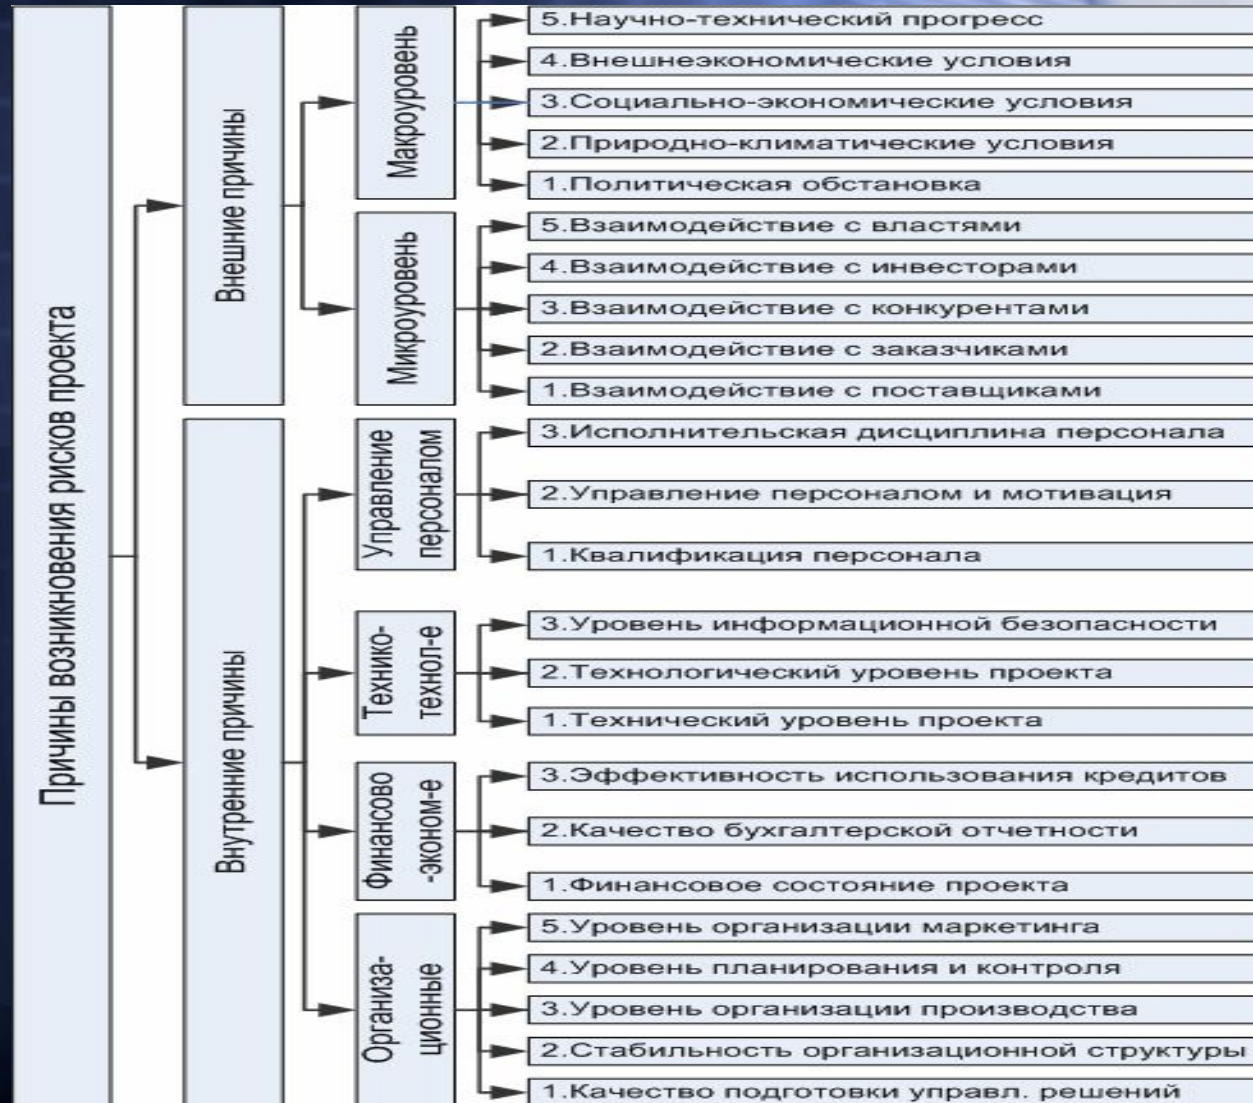 Причины возникновения рисков проекта
Внешние причины
Макроуровень
5.Научно-технический прогресс
4.Внешнеэкономические условия
3.Социально-экономические условия
2.Природно-климатические условия
1.Политическая обстановка
Микроуровень
5.Взаимодействие с властями
4.Взаимодействие с инвесторами
3.Взаимодействие с конкурентами
2.Взаимодействие с заказчиками
1.Взаимодействие с поставщиками
Внутренние причины
Управление
персоналом
3.Исполнительская дисциплина персонала
2.Управление персоналом и мотивация
1.Квалификация персонала
Технико-
технол-е
3.Уровень информационной безопасности
2.Технологический уровень проекта
1.Технический уровень проекта
Финансово
-эконом-е
3.Эффективность использования кредитов
2.Качество бухгалтерской отчетности
1.Финансовое состояние проекта
Организа-
ционные
5.Уровень организации маркетинга
4.Уровень планирования и контроля
3.Уровень организации производства
2.Стабильность организационной структуры
1.Качество подготовки управл. решений